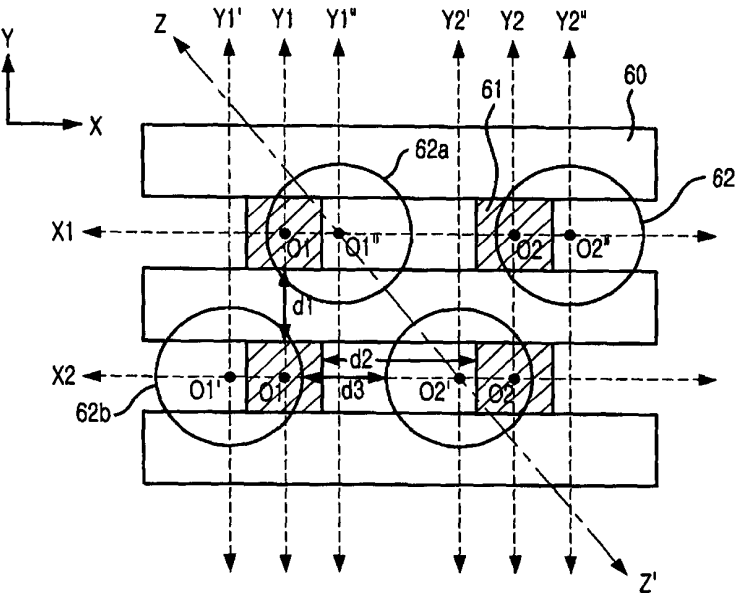 Y1' Y1 Y1" Y2' Y2 Y2"
Z
Y
X
60
61
62a
62
X1
O1 O1" O2 O2"
d1
X2
d2
O1' O1 d3 O2' O2
62b
Z'